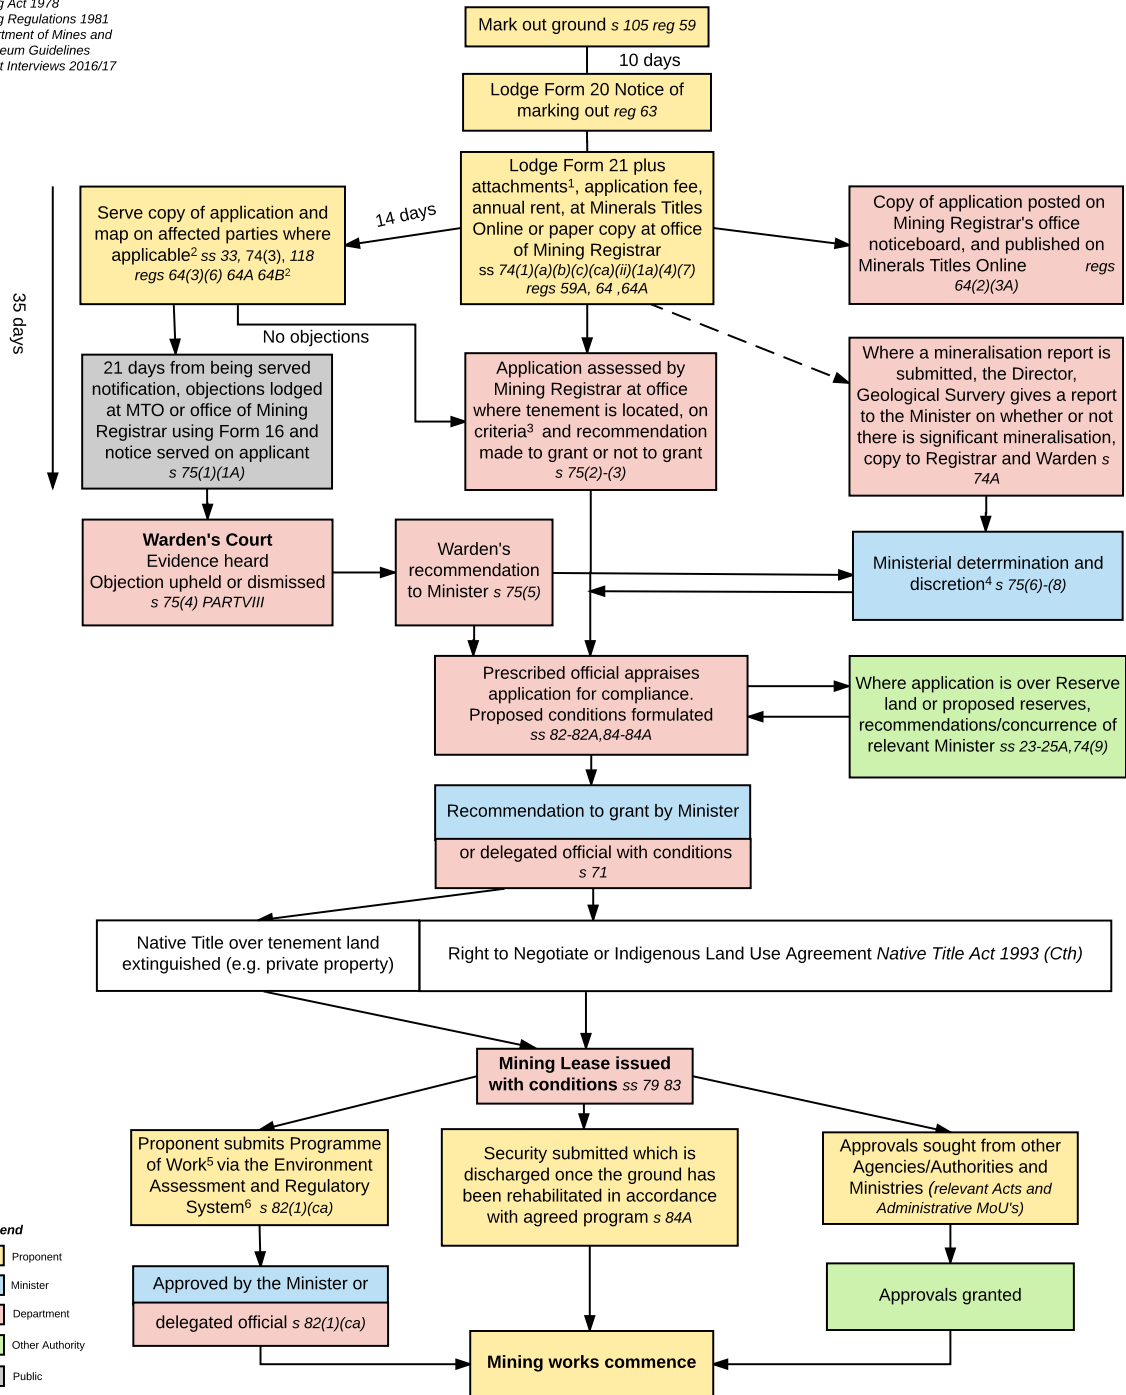 g Act 1978
g Regulations 1981
tment of Mines and
eum Guidelines
t Interviews 2016/17
Mark out ground s 105 reg 59
10 days
Lodge Form 20 Notice of
marking out reg 63
Lodge Form 21 plus
attachments1, application fee,
annual rent, at Minerals Titles
Online or paper copy at office
of Mining Registrar
ss 74(1)(a)(b)(c)(ca)(ii)(1a)(4)(7)
regs 59A, 64 ,64A
14 days
Serve copy of application and
map on affected parties where
applicable2 ss 33, 74(3), 118
regs 64(3)(6) 64A 64B2
Copy of application posted on
Mining Registrar's office
noticeboard, and published on
Minerals Titles Online regs
64(2)(3A)
35 days
No objections
21 days from being served
notification, objections lodged
at MTO or office of Mining
Registrar using Form 16 and
notice served on applicant
s 75(1)(1A)
Application assessed by
Mining Registrar at office
where tenement is located, on
criteria3 and recommendation
made to grant or not to grant
s 75(2)-(3)
Where a mineralisation report is
submitted, the Director,
Geological Survery gives a report
to the Minister on whether or not
there is significant mineralisation,
copy to Registrar and Warden s
74A
Warden's Court
Evidence heard
Objection upheld or dismissed
s 75(4) PARTVIII
Warden's
recommendation
to Minister s 75(5)
Ministerial deterrmination and
discretion4 s 75(6)-(8)
Prescribed official appraises
application for compliance.
Proposed conditions formulated
ss 82-82A,84-84A
Where application is over Reserve
land or proposed reserves,
recommendations/concurrence of
relevant Minister ss 23-25A,74(9)
Recommendation to grant by Minister
or delegated official with conditions
s 71
Native Title over tenement land
extinguished (e.g. private property)
Right to Negotiate or Indigenous Land Use Agreement Native Title Act 1993 (Cth)
Mining Lease issued
with conditions ss 79 83
Proponent submits Programme
of Work5 via the Environment
Assessment and Regulatory
System6 s 82(1)(ca)
Security submitted which is
discharged once the ground has
been rehabilitated in accordance
with agreed program s 84A
Approvals sought from other
Agencies/Authorities and
Ministries (relevant Acts and
Administrative MoU's)
Approved by the Minister or
delegated official s 82(1)(ca)
Approvals granted
Mining works commence
end
Proponent
Minister
Department
Other Authority
Public